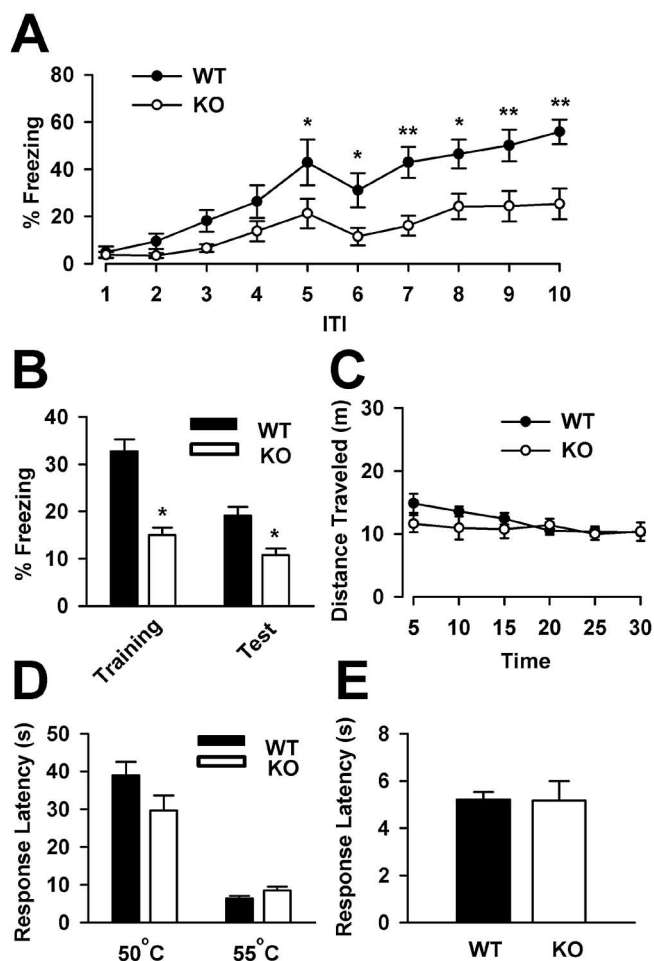 A
WT
KO
% Freezing
80
60
40
20
0
* * ** * ** **
1 2 3 4 5 6 7 8 9 10
ITI
B
% Freezing
40
30
20
10
0
WT
KO
* *
Training Test
C
Distance Traveled (m)
30
20
10
0
WT
KO
5 10 15 20 25 30
Time
D
Response Latency (s)
50
40
30
20
10
0
WT
KO
50°C 55°C
E
Response Latency (s)
8
6
4
2
0
WT KO